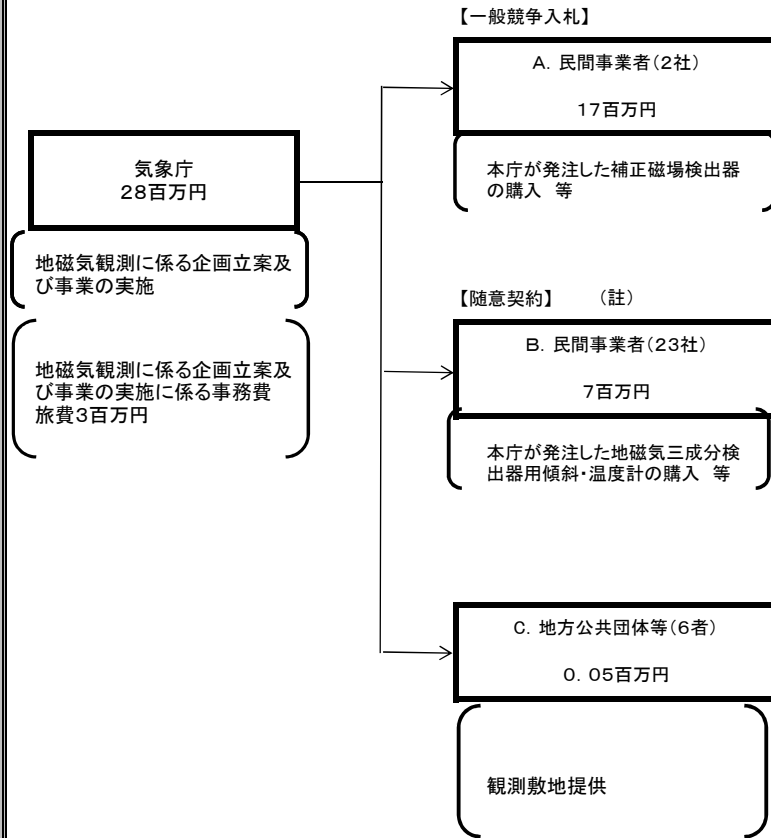 【一般競争入札】
A．民間事業者（2社）
17百万円
本庁が発注した補正磁場検出器
の購入 等
気象庁
28百万円
地磁気観測に係る企画立案及
び事業の実施
地磁気観測に係る企画立案及
び事業の実施に係る事務費
旅費3百万円
【随意契約】 （註）
B．民間事業者（23社）
7百万円
本庁が発注した地磁気三成分検
出器用傾斜・温度計の購入 等
C．地方公共団体等（6者）
0．05百万円
観測敷地提供